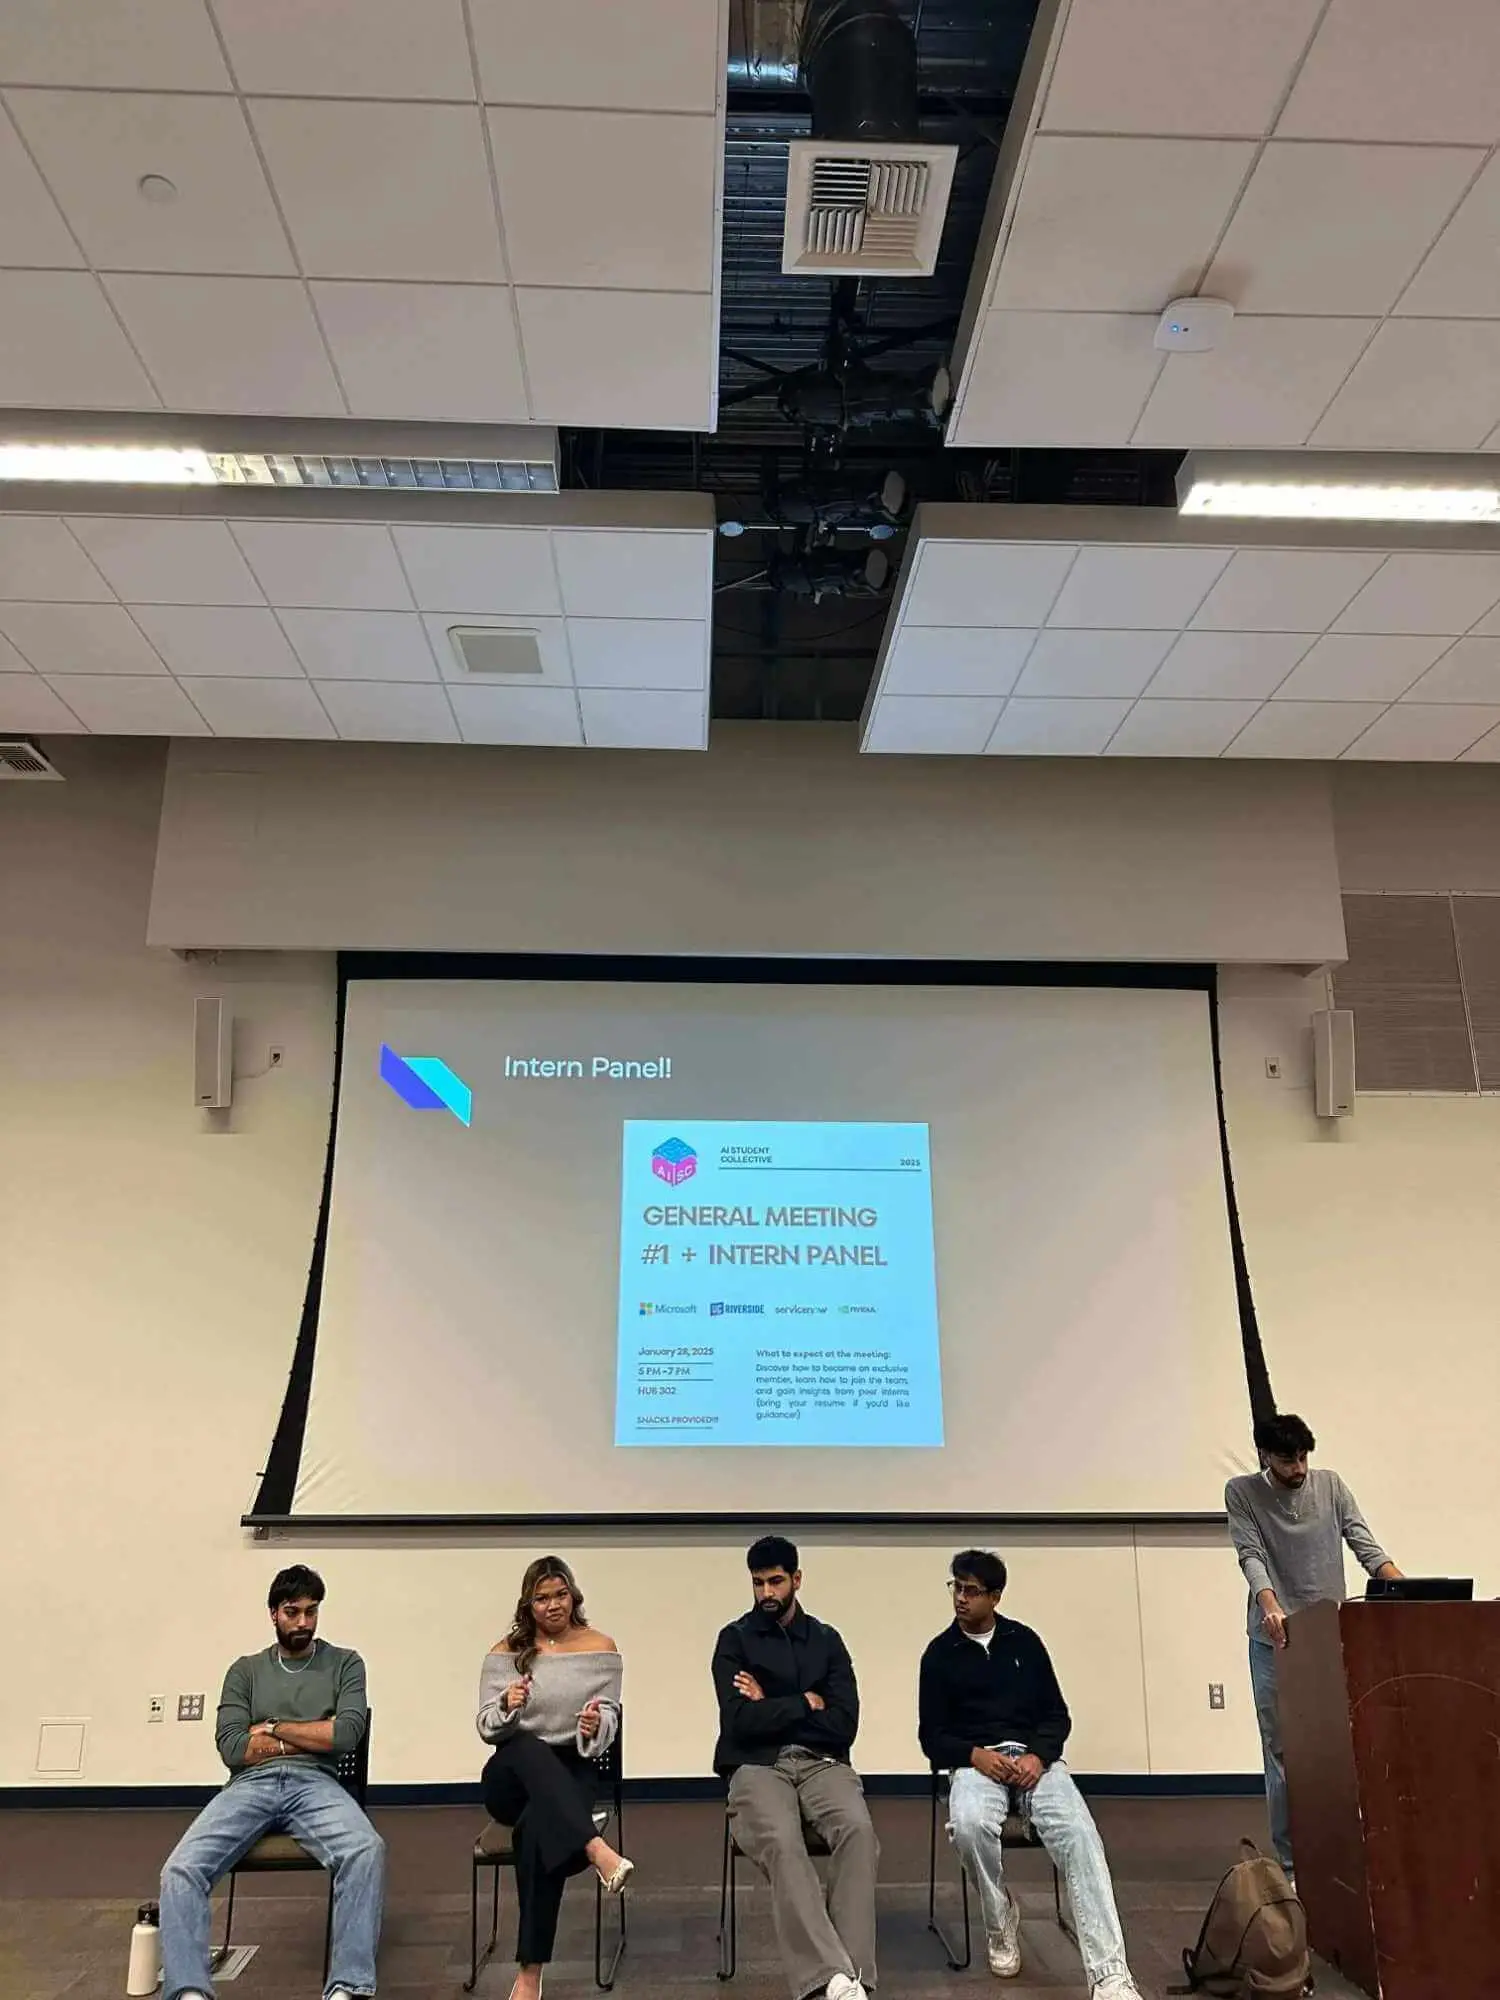 Intern Panel!
AI SC
AI STUDENT
COLLECTIVE
2025
GENERAL MEETING
#1 + INTERN PANEL
Microsoft UC RIVERSIDE servicenow NVIDIA
January 28, 2025
5 PM - 7 PM
HUB 302
SNACKS PROVIDED!!!
What to expect at the meeting:
Discover how to become an exclusive
member, learn how to join the team,
and gain insights from peer interns
(bring your resume if you'd like
guidance!)